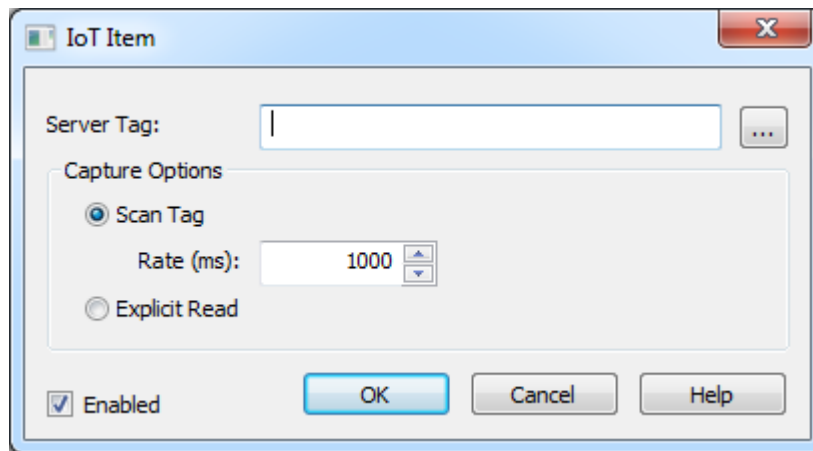 IoT Item
Server Tag:
...
Capture Options
Scan Tag
Rate (ms): 1000
Explicit Read
Enabled OK Cancel Help